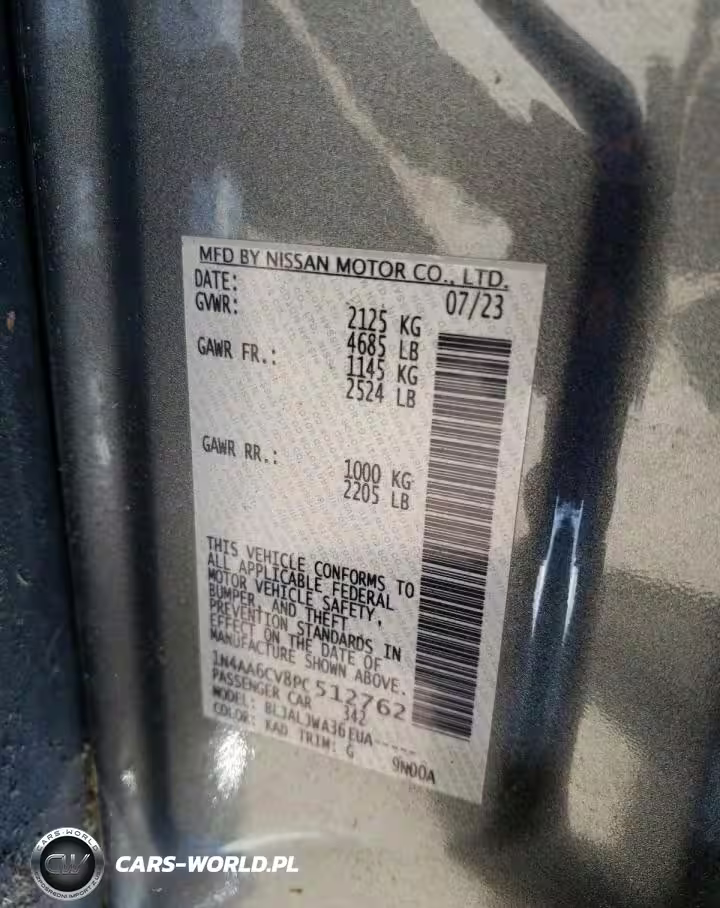 MFD BY NISSAN MOTOR CO., LTD.
DATE: 07/23
GVWR: 2125 KG
4685 LB
GAWR FR.: 1145 KG
2524 LB
GAWR RR.: 1000 KG
2205 LB
THIS VEHICLE CONFORMS TO
ALL APPLICABLE FEDERAL
MOTOR VEHICLE SAFETY,
BUMPER, AND THEFT
PREVENTION STANDARDS IN
EFFECT ON THE DATE OF
MANUFACTURE SHOWN ABOVE.
1N4AA6CV8PC512762
PASSENGER CAR 342
MODEL: BLJALJWA36EUA-----
COLOR: KAD TRIM: G 9N00A
CARS-WORLD
CW
CARS-WORLD.PL